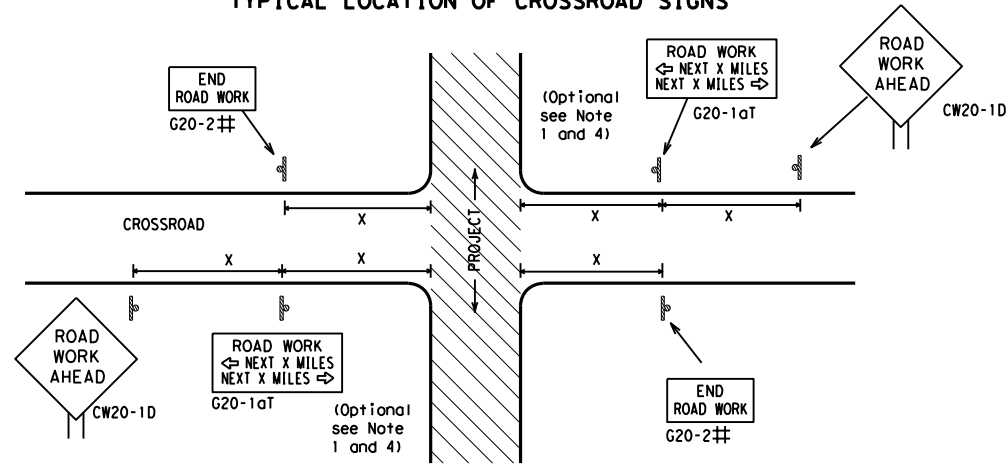 TYPICAL LOCATION OF CROSSROAD SIGNS
END
ROAD WORK
G20-2#
(Optional
see Note
1 and 4)
ROAD WORK
⇦ NEXT X MILES
NEXT X MILES ⇨
G20-1aT
ROAD
WORK
AHEAD
CW20-1D
X
X
X
CROSSROAD
PROJECT
X
X
X
ROAD
WORK
AHEAD
CW20-1D
ROAD WORK
⇦ NEXT X MILES
NEXT X MILES ⇨
G20-1aT
(Optional
see Note
1 and 4)
END
ROAD WORK
G20-2#